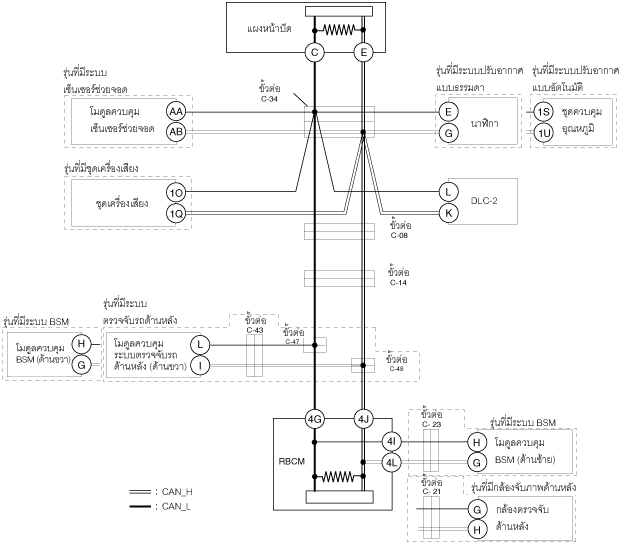 แผงหน้าปัด
C
E
ขั้วต่อ
C-34
รุ่นที่มีระบบ
เซ็นเซอร์ช่วยจอด
โมดูลควบคุม
เซ็นเซอร์ช่วยจอด
AA
AB
รุ่นที่มีระบบปรับอากาศ
แบบธรรมดา
E
G
นาฬิกา
รุ่นที่มีระบบปรับอากาศ
แบบอัตโนมัติ
1S
1U
ชุดควบคุม
อุณหภูมิ
รุ่นที่มีชุดเครื่องเสียง
ชุดเครื่องเสียง
1O
1Q
L
K
DLC-2
ขั้วต่อ
C-08
ขั้วต่อ
C-14
รุ่นที่มีระบบ BSM
โมดูลควบคุม
BSM (ด้านขวา)
H
G
รุ่นที่มีระบบ
ตรวจจับรถด้านหลัง
โมดูลควบคุม
ระบบตรวจจับรถ
ด้านหลัง (ด้านขวา)
L
I
ขั้วต่อ
C-43
ขั้วต่อ
C-47
ขั้วต่อ
C-48
4G
4J
4I
4L
RBCM
ขั้วต่อ
C- 23
รุ่นที่มีระบบ BSM
H
G
โมดูลควบคุม
BSM (ด้านซ้าย)
ขั้วต่อ
C- 21
รุ่นที่มีกล้องจับภาพด้านหลัง
G
H
กล้องตรวจจับ
ด้านหลัง
: CAN_H
: CAN_L